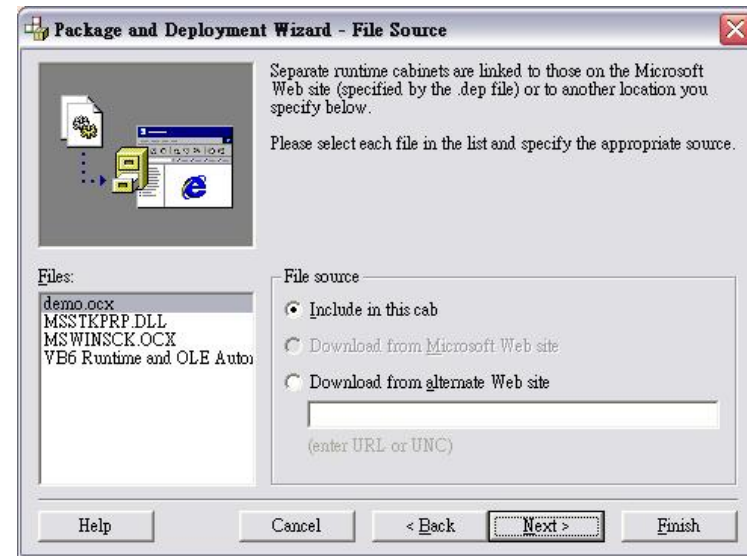 Package and Deployment Wizard - File Source
Separate runtime cabinets are linked to those on the Microsoft
Web site (specified by the .dep file) or to another location you
specify below.
Please select each file in the list and specify the appropriate source.
Files:
demo.ocx
MSSTKPRP.DLL
MSWINSCK.OCX
VB6 Runtime and OLE Autor
File source
Include in this cab
Download from Microsoft Web site
Download from alternate Web site
(enter URL or UNC)
Help
Cancel
< Back
Next >
Finish